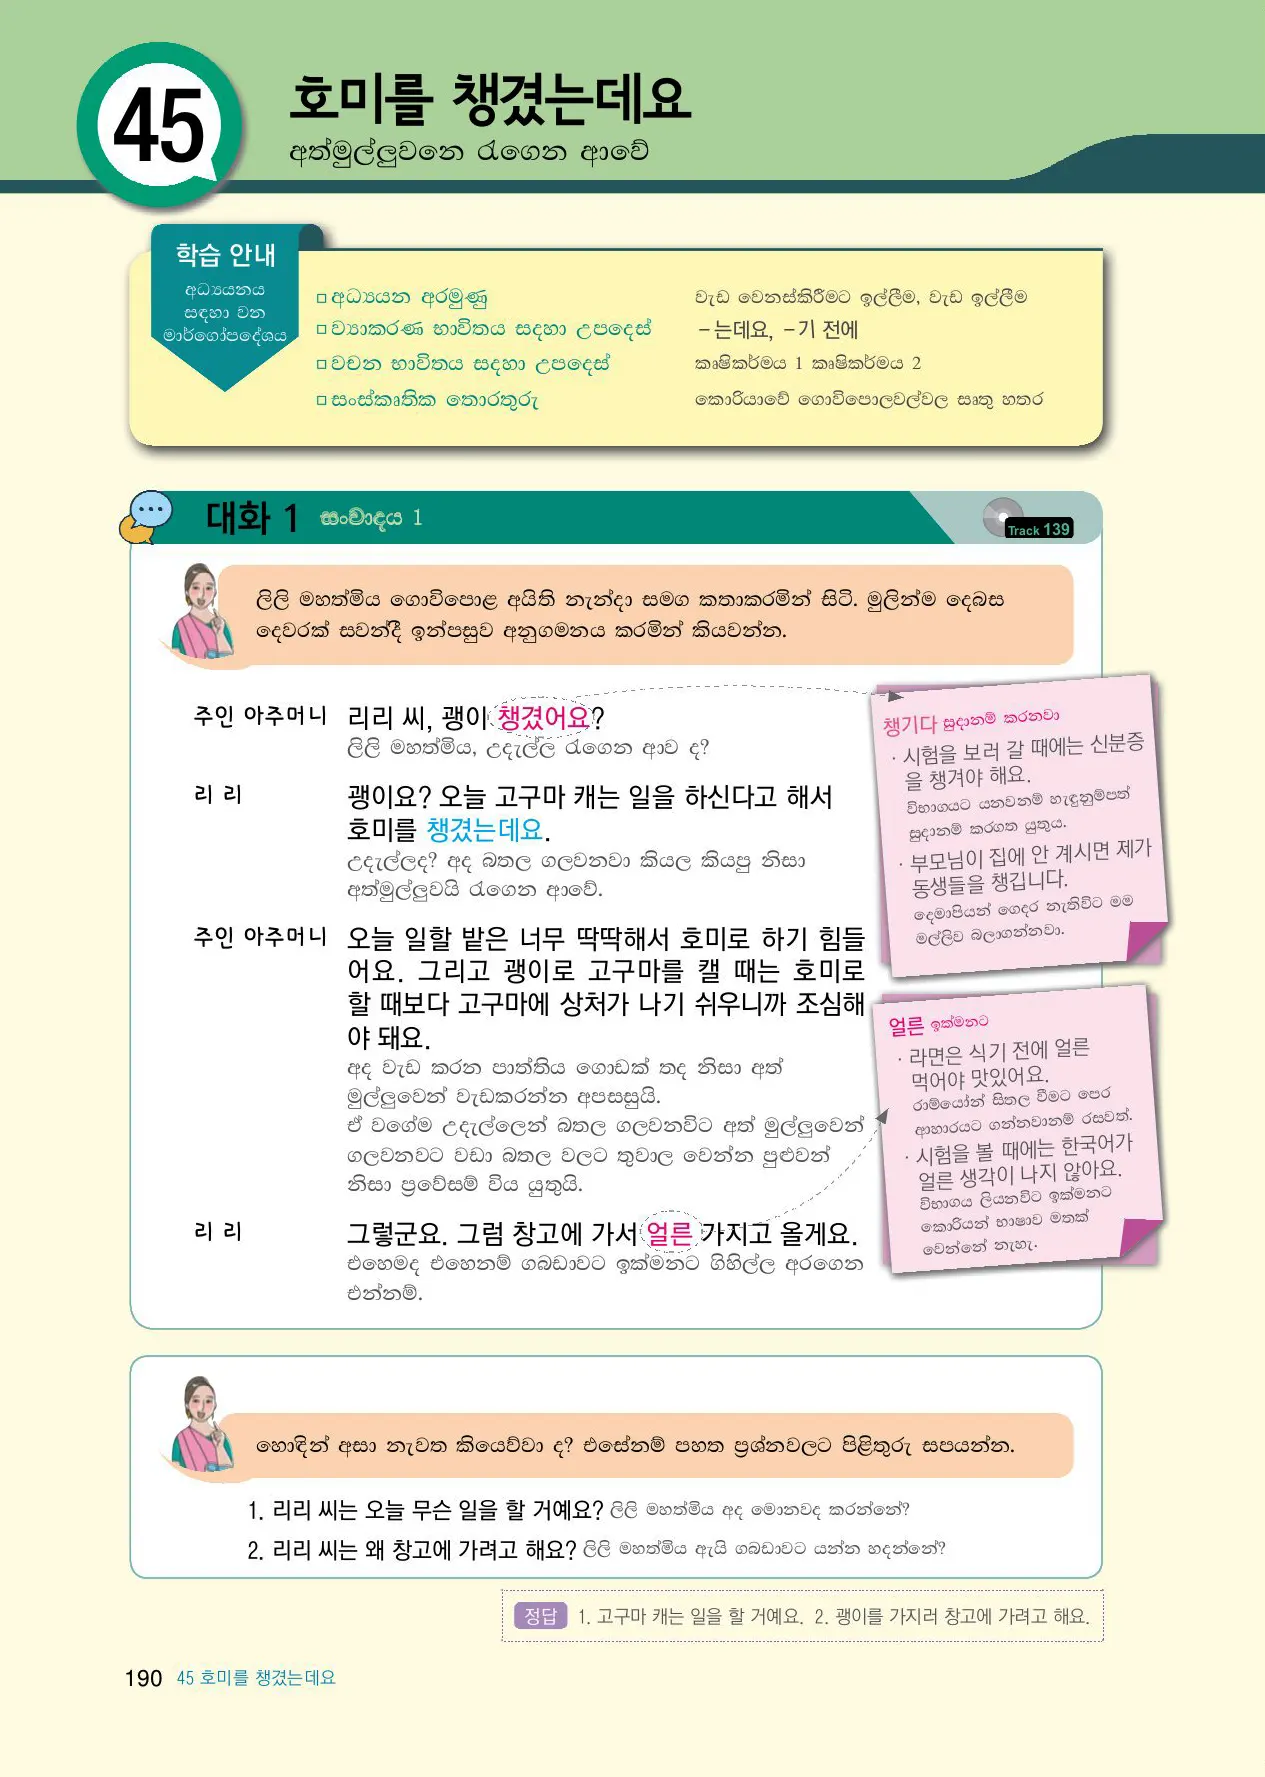 45
호미를 챙겼는데요
අත්මුල්ලුවනෙ රැගෙන ආවේ
학습 안내
අධ්‍යයනය
සඳහා වන
මාර්ගෝපදේශය
□ අධ්‍යයන අරමුණු
වැඩ වෙනස්කිරීමට ඉල්ලීම, වැඩ ඉල්ලීම
□ ව්‍යාකරණ භාවිතය සදහා උපදෙස්
-는데요, -기 전에
□ වචන භාවිතය සදහා උපදෙස්
කෘෂිකර්මය 1 කෘෂිකර්මය 2
□ සංස්කෘතික තොරතුරු
කොරියාවේ ගොවිපොලවල්වල සෘතු හතර
대화 1 සංවාදය 1
Track 139
ලිලි මහත්මිය ගොවිපොළ අයිති නැන්දා සමග කතාකරමින් සිටි. මුලින්ම දෙබස
දෙවරක් සවන්දී ඉන්පසුව අනුගමනය කරමින් කියවන්න.
주인 아주머니 리리 씨, 괭이 챙겼어요?
ලිලි මහත්මිය, උදැල්ල රැගෙන ආව ද?
리 리 괭이요? 오늘 고구마 캐는 일을 하신다고 해서
호미를 챙겼는데요.
උදැල්ලද? අද බතල ගලවනවා කියල කියපු නිසා
අත්මුල්ලුවයි රැගෙන ආවේ.
주인 아주머니 오늘 일할 밭은 너무 딱딱해서 호미로 하기 힘들
어요. 그리고 괭이로 고구마를 캘 때는 호미로
할 때보다 고구마에 상처가 나기 쉬우니까 조심해
야 돼요.
අද වැඩ කරන පාත්තිය ගොඩක් තද නිසා අත්
මුල්ලුවෙන් වැඩකරන්න අපසසුයි.
ඒ වගේම උදැල්ලෙන් බතල ගලවනවිට අත් මුල්ලුවෙන්
ගලවනවට වඩා බතල වලට තුවාල වෙන්න පුළුවන්
නිසා ප්‍රවේසම් විය යුතුයි.
리 리 그렇군요. 그럼 창고에 가서 얼른 가지고 올게요.
එහෙමද එහෙනම් ගබඩාවට ඉක්මනට ගිහිල්ල අරගෙන
එන්නම්.
챙기다 සුදානම් කරනවා
· 시험을 보러 갈 때에는 신분증
을 챙겨야 해요.
විභාගයට යනවනම් හැඳුනුම්පත්
සුදානම් කරගත යුතුය.
· 부모님이 집에 안 계시면 제가
동생들을 챙깁니다.
දෙමාපියන් ගෙදර නැතිවිට මම
මල්ලිව බලාගන්නවා.
얼른 ඉක්මනට
· 라면은 식기 전에 얼른
먹어야 맛있어요.
රාම්යෝන් සිතල වීමට පෙර
ආහාරයට ගන්නවානම් රසවත්.
· 시험을 볼 때에는 한국어가
얼른 생각이 나지 않아요.
විභාගය ලියනවිට ඉක්මනට
කොරියන් භාෂාව මතක්
වෙන්නේ නැහැ.
හොඳින් අසා නැවත කියෙව්වා ද? එසේනම් පහත ප්‍රශ්නවලට පිළිතුරු සපයන්න.
1. 리리 씨는 오늘 무슨 일을 할 거예요? ලිලි මහත්මිය අද මොනවද කරන්නේ?
2. 리리 씨는 왜 창고에 가려고 해요? ලිලි මහත්මිය ඇයි ගබඩාවට යන්න හදන්නේ?
정답 1. 고구마 캐는 일을 할 거예요. 2. 괭이를 가지러 창고에 가려고 해요.
190 45 호미를 챙겼는데요